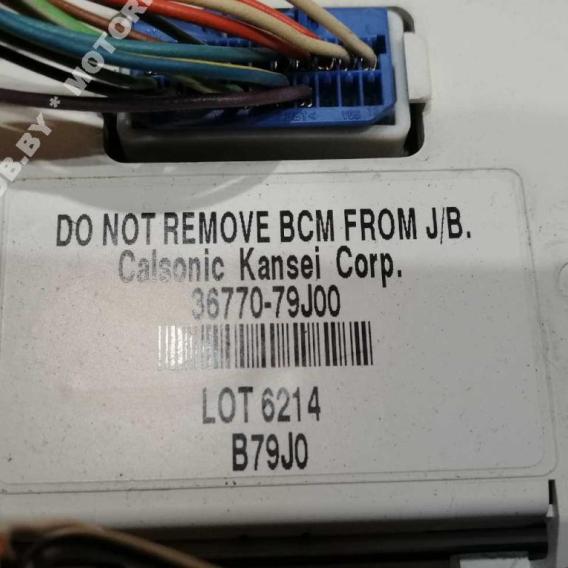 DO NOT REMOVE BCM FROM J/B.
Calsonic Kansei Corp.
36770-79J00
LOT 6214
B79J0